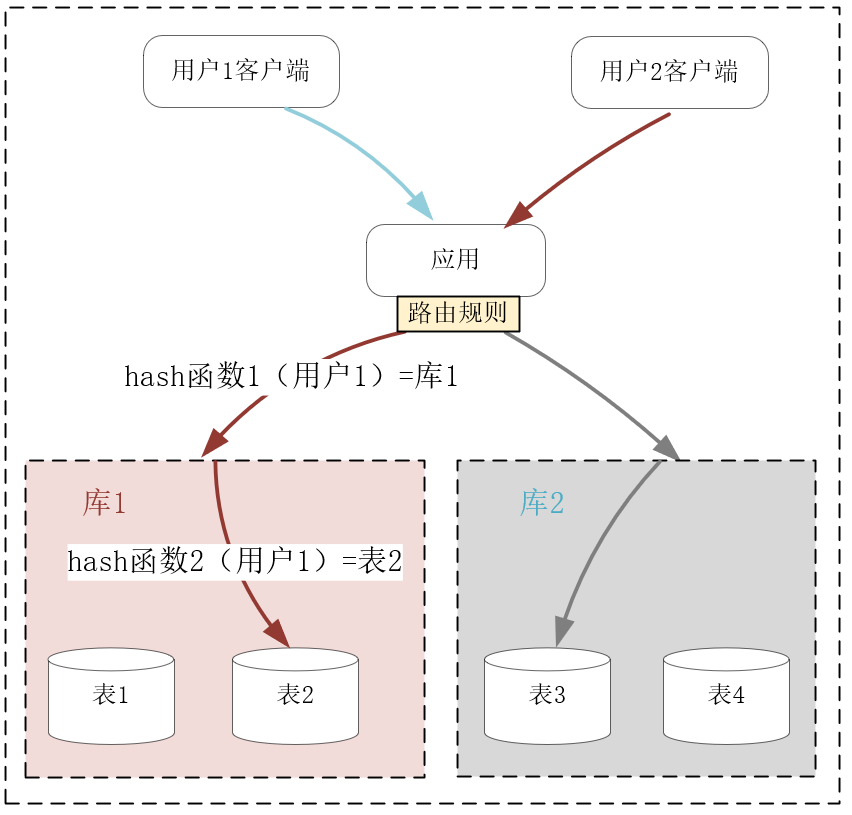 用户1客户端
用户2客户端
应用
路由规则
hash函数1（用户1）=库1
库1
库2
hash函数2（用户1）=表2
表1
表2
表3
表4